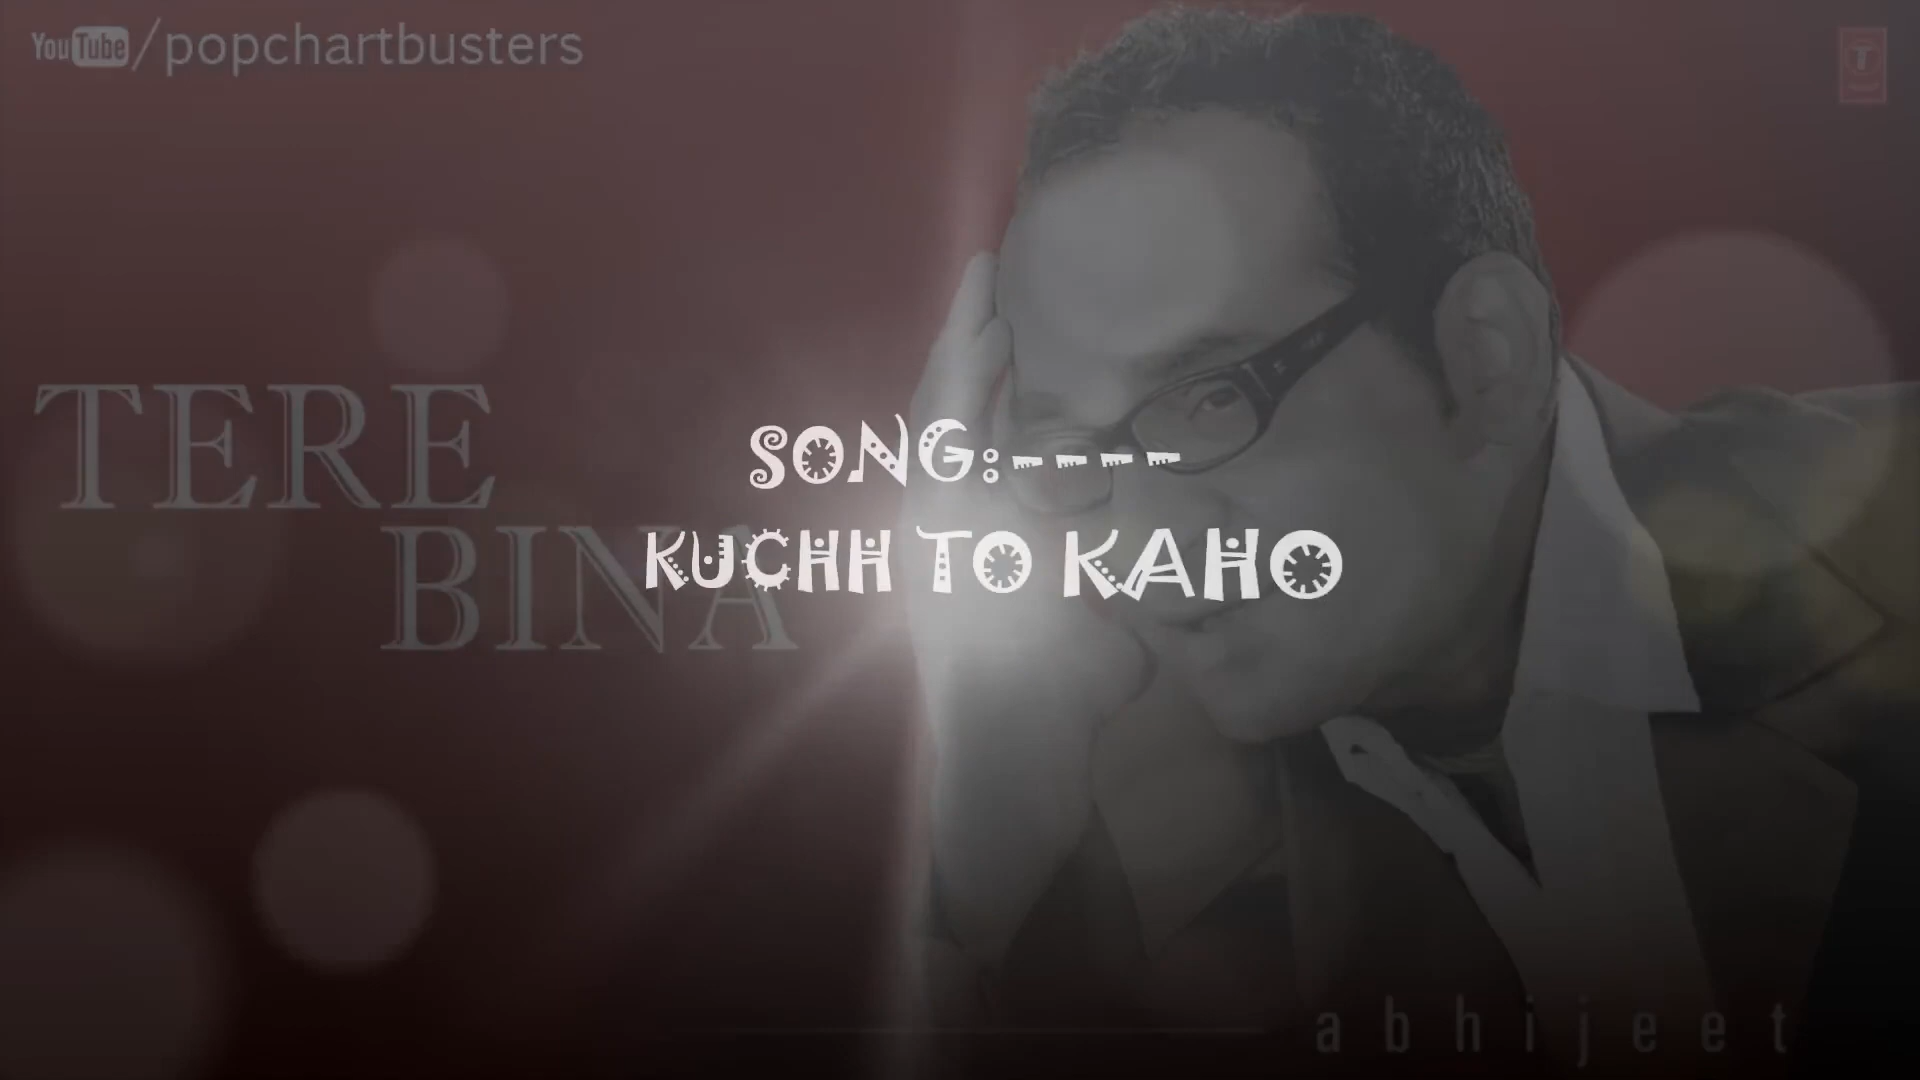 YouTube/popchartbusters
T
TERE
BINA
SONG:----
KUCHH TO KAHO
abhijeet